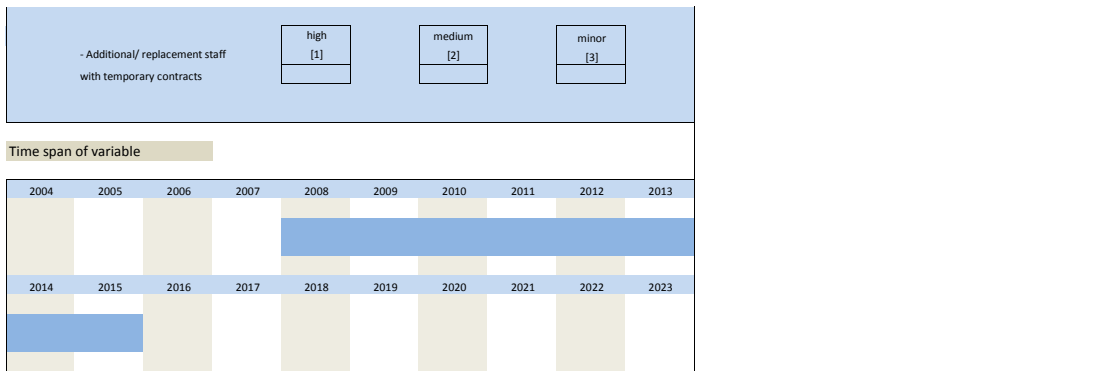 high medium minor
- Additional/ replacement staff [1] [2] [3]
with temporary contracts
Time span of variable
2004 2005 2006 2007 2008 2009 2010 2011 2012 2013
2014 2015 2016 2017 2018 2019 2020 2021 2022 2023